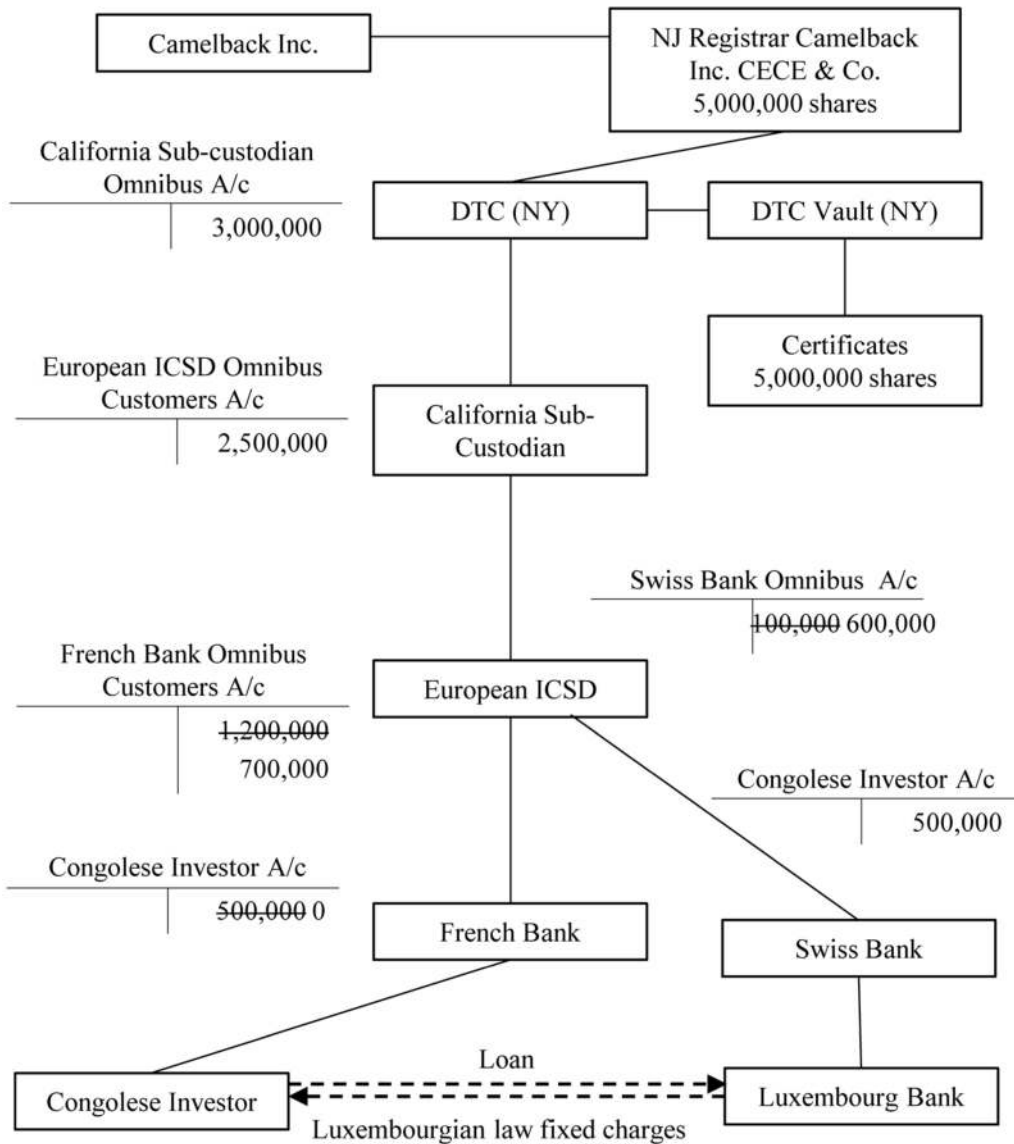 Camelback Inc.
NJ Registrar Camelback
Inc. CECE & Co.
5,000,000 shares
California Sub-custodian
Omnibus A/c
3,000,000
DTC (NY)
DTC Vault (NY)
Certificates
5,000,000 shares
European ICSD Omnibus
Customers A/c
2,500,000
California Sub-
Custodian
Swiss Bank Omnibus A/c
100,000 600,000
French Bank Omnibus
Customers A/c
1,200,000
700,000
European ICSD
Congolese Investor A/c
500,000
Congolese Investor A/c
500,000 0
French Bank
Swiss Bank
Loan
Congolese Investor
Luxembourg Bank
Luxembourgian law fixed charges